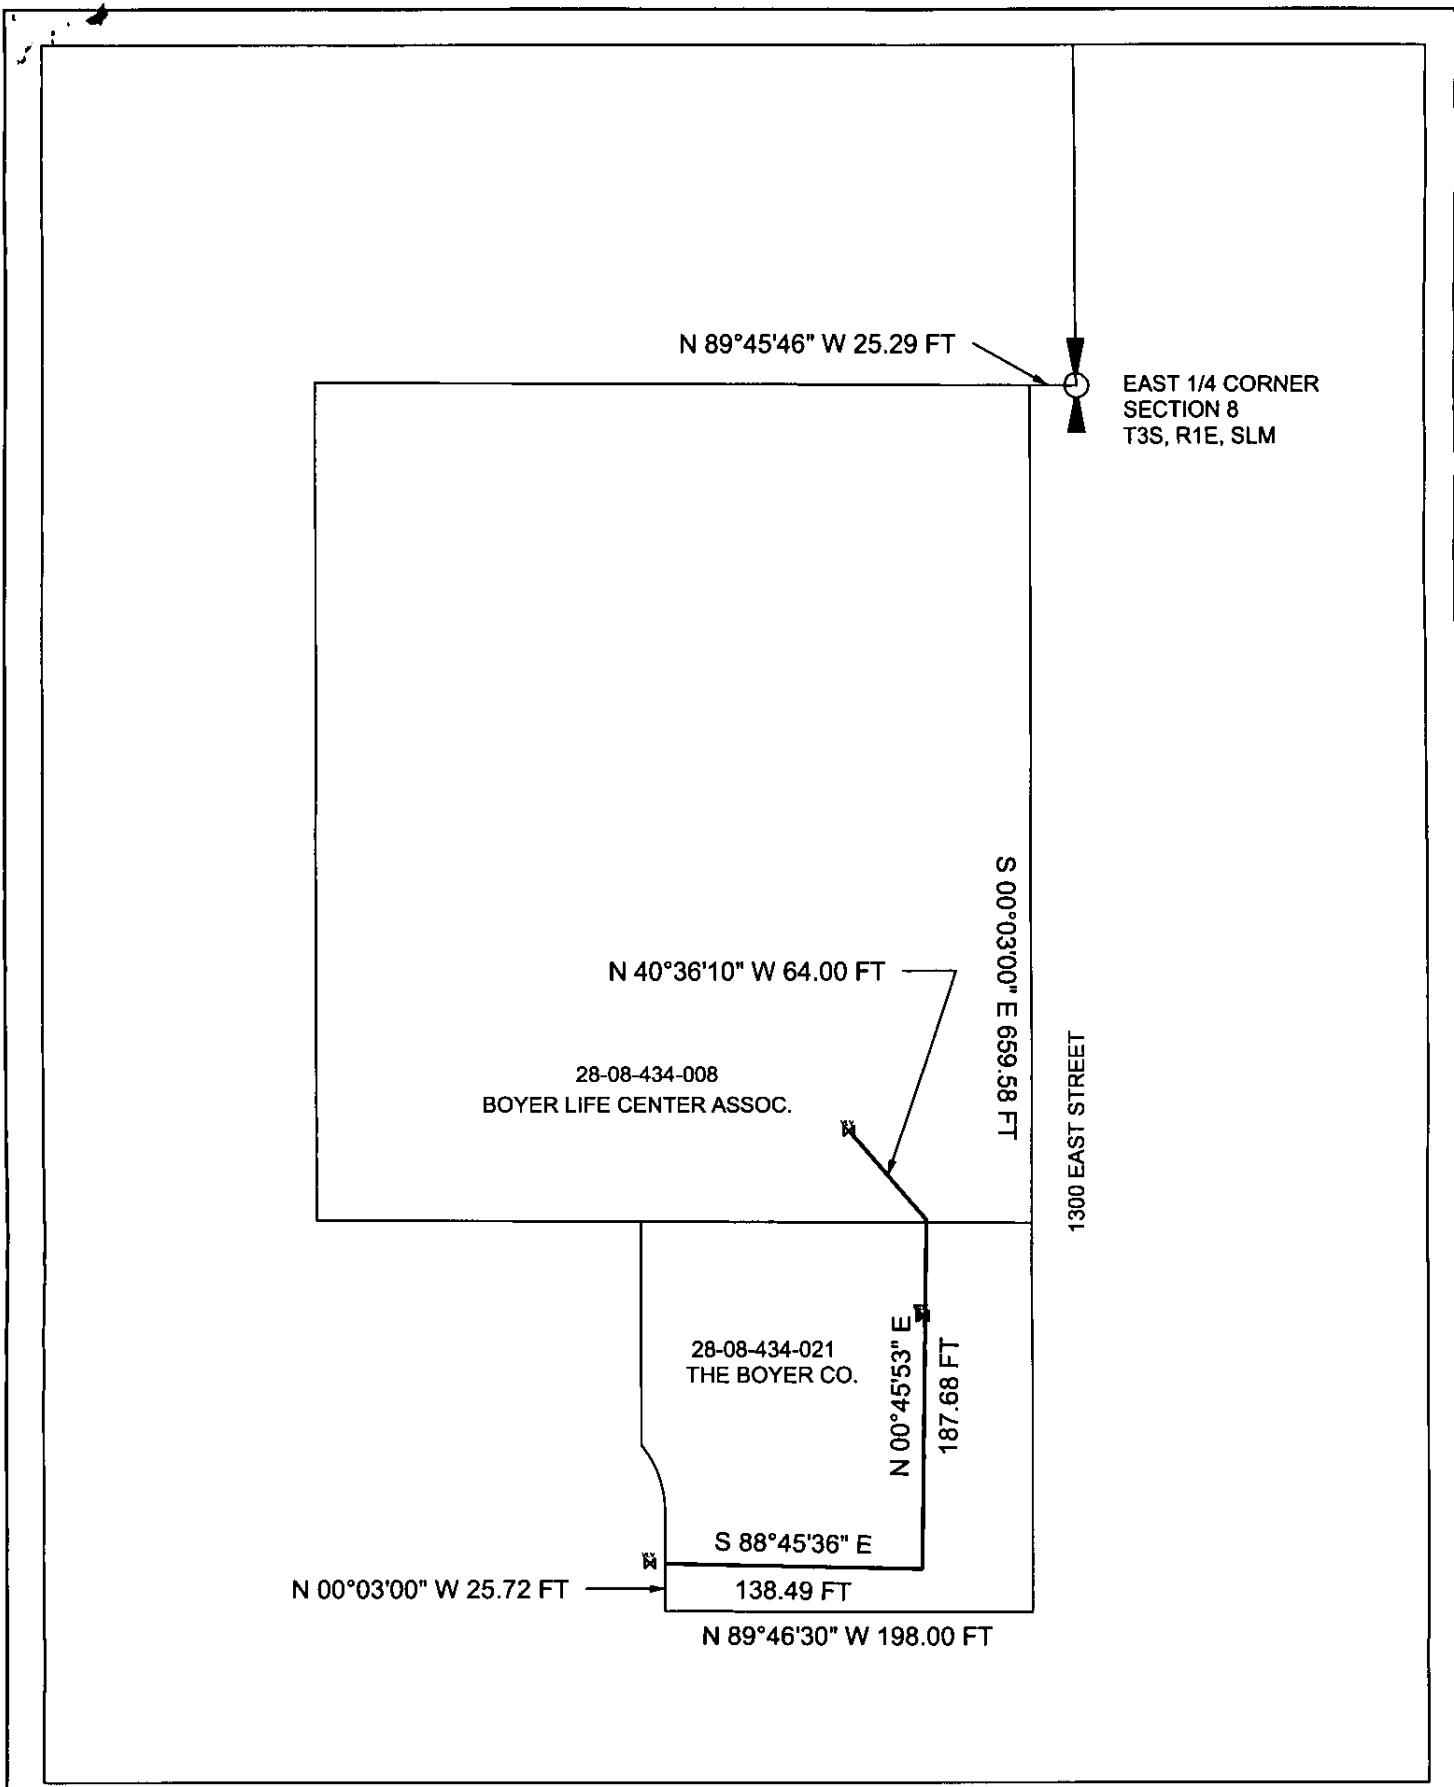 N 89°45'46" W 25.29 FT
EAST 1/4 CORNER
SECTION 8
T3S, R1E, SLM
S 00°03'00" E 659.58 FT
N 40°36'10" W 64.00 FT
1300 EAST STREET
28-08-434-008
BOYER LIFE CENTER ASSOC.
28-08-434-021
THE BOYER CO.
N 00°45'53" E
187.68 FT
S 88°45'36" E
138.49 FT
N 00°03'00" W 25.72 FT
N 89°46'30" W 198.00 FT